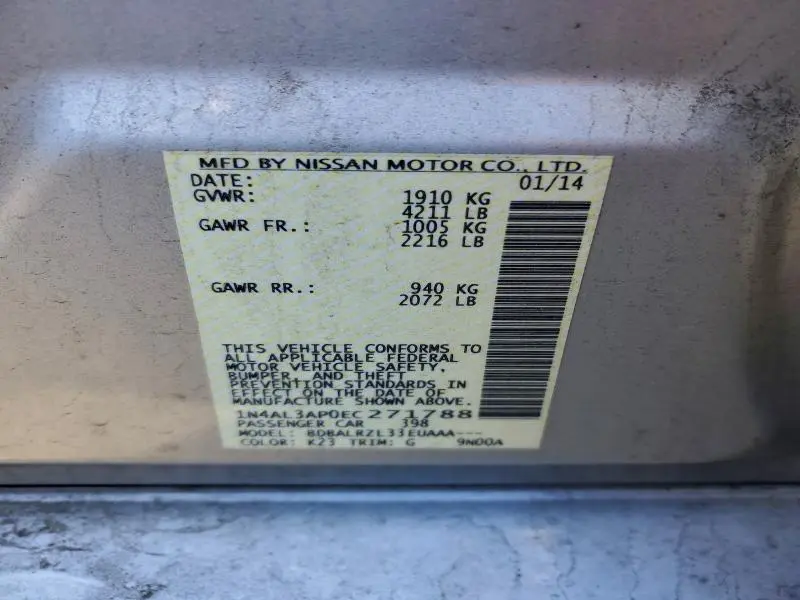 MFD BY NISSAN MOTOR CO., LTD.
DATE: 01/14
GVWR: 1910 KG
4211 LB
GAWR FR.: 1005 KG
2216 LB
GAWR RR.: 940 KG
2072 LB
THIS VEHICLE CONFORMS TO
ALL APPLICABLE FEDERAL
MOTOR VEHICLE SAFETY,
BUMPER, AND THEFT
PREVENTION STANDARDS IN
EFFECT ON THE DATE OF
MANUFACTURE SHOWN ABOVE.
1N4AL3AP0EC271788
PASSENGER CAR 398
MODEL: BDBALRZL33EUAAA---
COLOR: K23 TRIM: G 9N00A